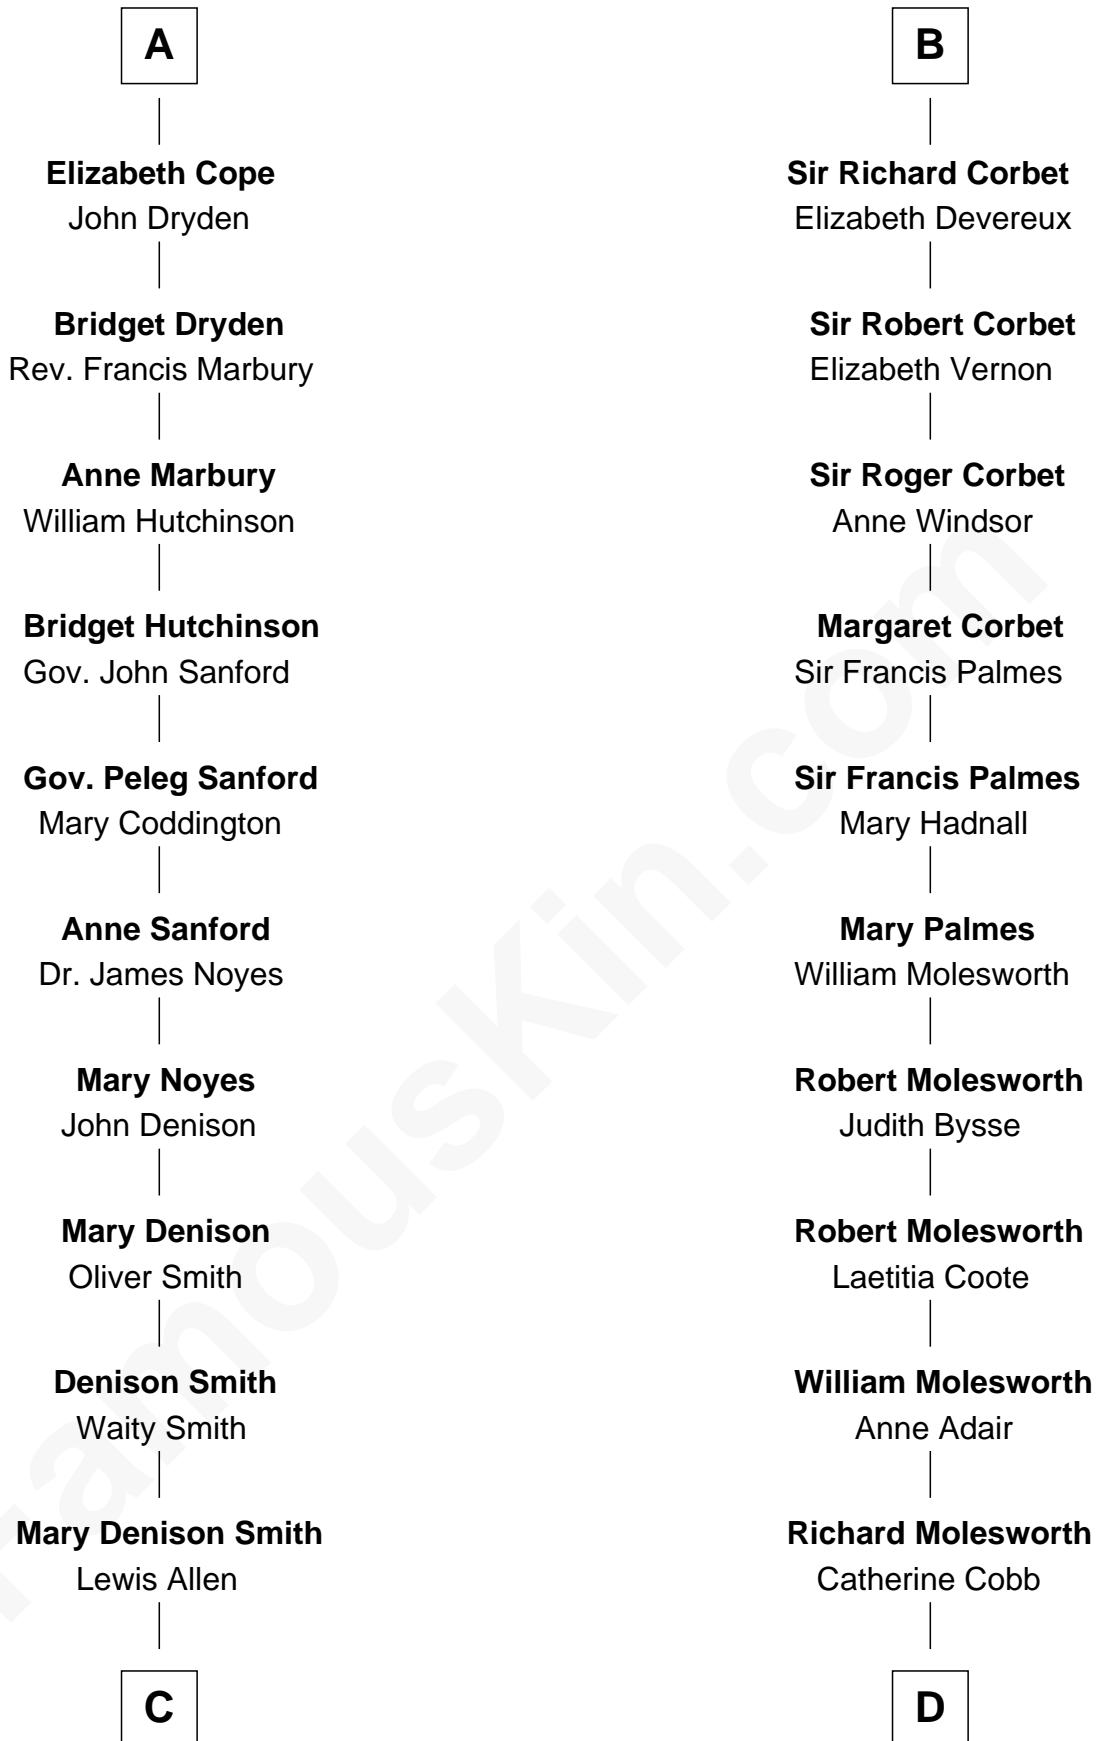 A
Elizabeth Cope
John Dryden
Bridget Dryden
Rev. Francis Marbury
Anne Marbury
William Hutchinson
Bridget Hutchinson
Gov. John Sanford
Gov. Peleg Sanford
Mary Coddington
Anne Sanford
Dr. James Noyes
Mary Noyes
John Denison
Mary Denison
Oliver Smith
Denison Smith
Waity Smith
Mary Denison Smith
Lewis Allen
C
B
Sir Richard Corbet
Elizabeth Devereux
Sir Robert Corbet
Elizabeth Vernon
Sir Roger Corbet
Anne Windsor
Margaret Corbet
Sir Francis Palmes
Sir Francis Palmes
Mary Hadnall
Mary Palmes
William Molesworth
Robert Molesworth
Judith Bysse
Robert Molesworth
Laetitia Coote
William Molesworth
Anne Adair
Richard Molesworth
Catherine Cobb
D
FamousKin.com